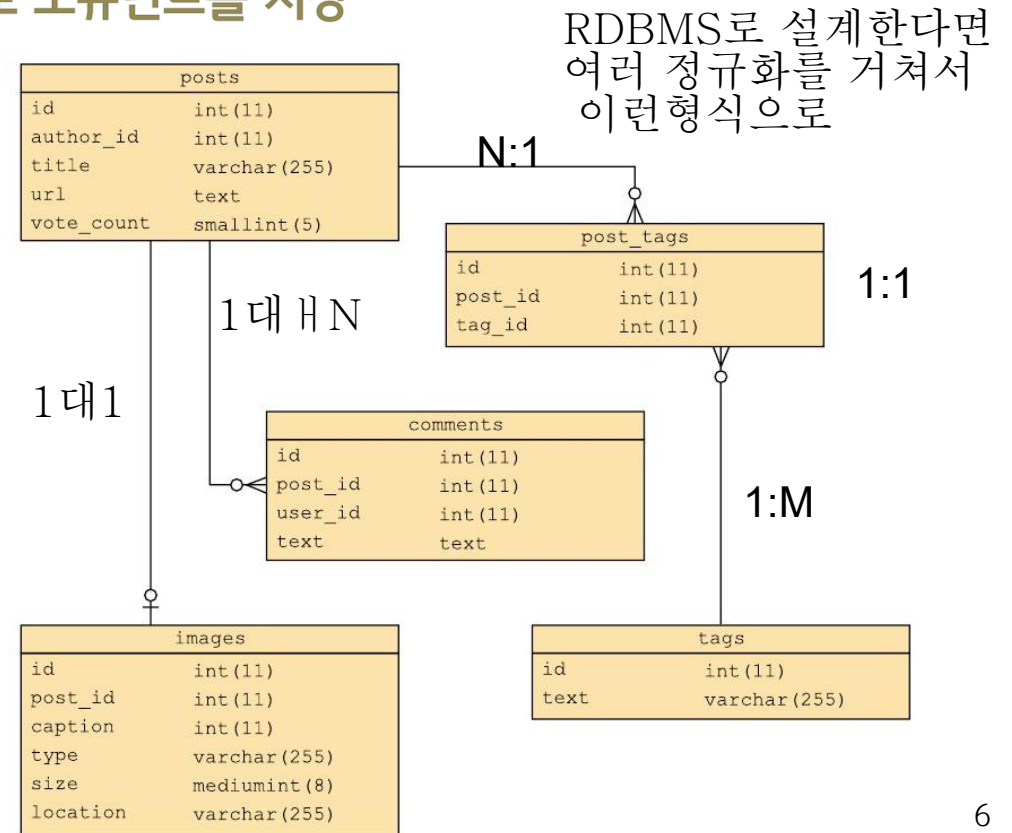 RDBMS로 설계한다면
여러 정규화를 거쳐서
이런형식으로
posts
id int(11)
author_id int(11)
title varchar(255)
url text
vote_count smallint(5)
N:1
post_tags
id int(11)
post_id int(11)
tag_id int(11)
1:1
1대ㅐN
1대1
comments
id int(11)
post_id int(11)
user_id int(11)
text text
1:M
images
id int(11)
post_id int(11)
caption int(11)
type varchar(255)
size mediumint(8)
location varchar(255)
tags
id int(11)
text varchar(255)
6